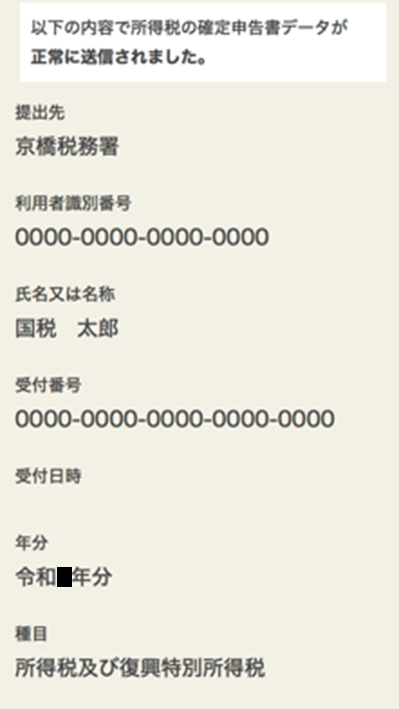 以下の内容で所得税の確定申告書データが
正常に送信されました。
提出先
京橋税務署
利用者識別番号
0000-0000-0000-0000
氏名又は名称
国税　太郎
受付番号
0000-0000-0000-0000-0000
受付日時
年分
令和 年分
種目
所得税及び復興特別所得税